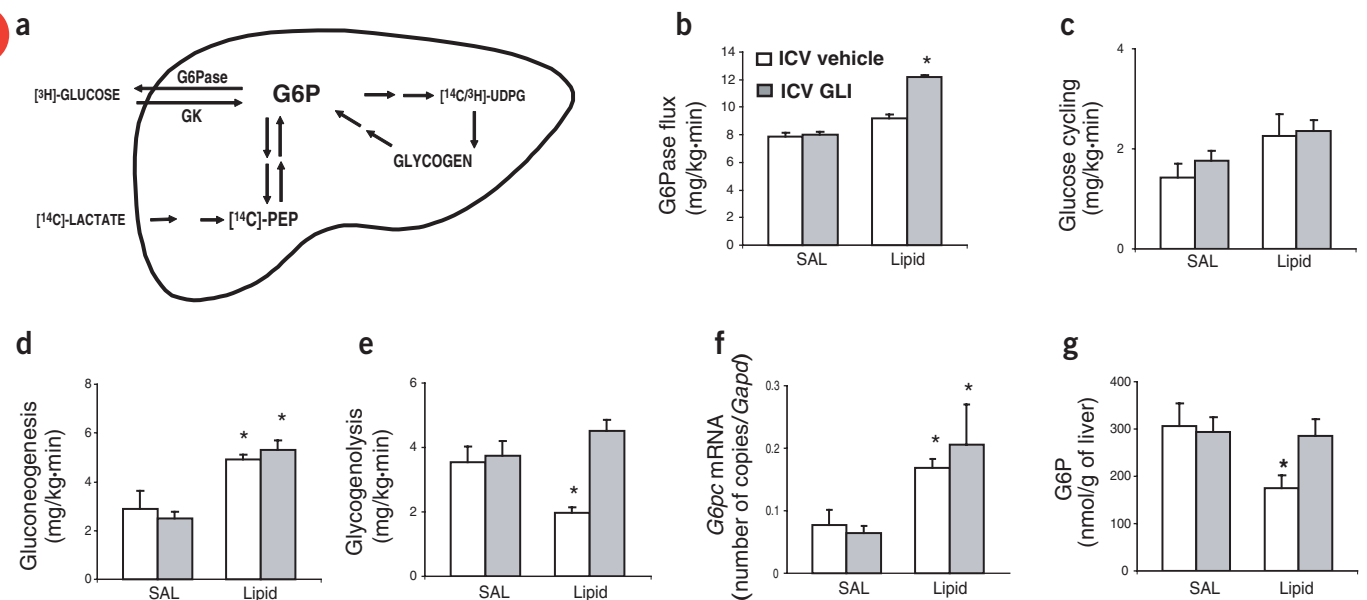 a
[³H]-GLUCOSE
G6Pase
GK
G6P
[¹⁴C/³H]-UDPG
GLYCOGEN
[¹⁴C]-LACTATE
[¹⁴C]-PEP
b
G6Pase flux
(mg/kg•min)
14
12
10
8
6
4
2
0
ICV vehicle
ICV GLI
*
SAL Lipid
c
Glucose cycling
(mg/kg•min)
4
2
0
SAL Lipid
d
Gluconeogenesis
(mg/kg•min)
8
6
4
2
0
* *
SAL Lipid
e
Glycogenolysis
(mg/kg•min)
6
4
2
0
*
SAL Lipid
f
G6pc mRNA
(number of copies/Gapd)
0.3
0.2
0.1
0
* *
SAL Lipid
g
G6P
(nmol/g of liver)
400
300
200
100
0
*
SAL Lipid